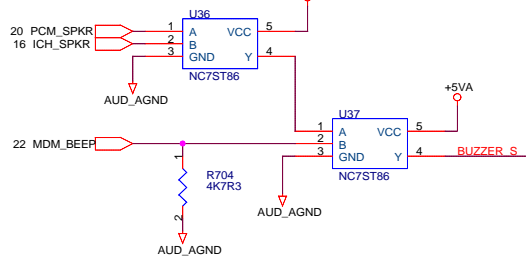 U36
20 PCM_SPKR 1 A VCC 5
16 ICH_SPKR 2 B
3 GND Y 4
NC7ST86
AUD_AGND
+5VA
U37
1 A VCC 5
22 MDM_BEEP 2 B
3 GND Y 4 BUZZER_S
NC7ST86
1
R704
4K7R3
2
AUD_AGND
AUD_AGND